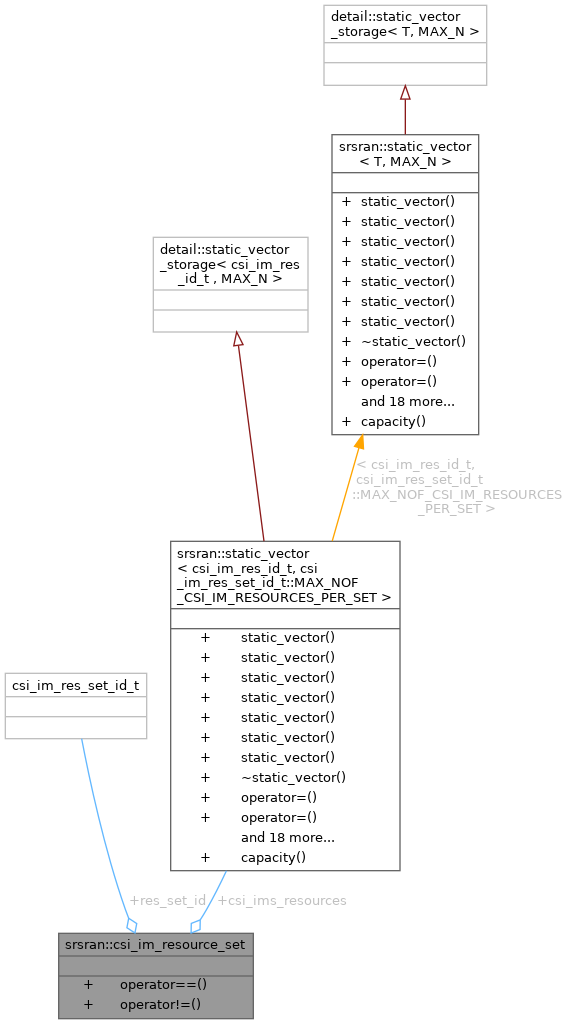 detail::static_vector
_storage< T, MAX_N >
srsran::static_vector
< T, MAX_N >
+ static_vector()
+ static_vector()
+ static_vector()
+ static_vector()
+ static_vector()
+ static_vector()
+ static_vector()
+ ~static_vector()
+ operator=()
+ operator=()
and 18 more...
+ capacity()
detail::static_vector
_storage< csi_im_res
_id_t , MAX_N >
< csi_im_res_id_t,
csi_im_res_set_id_t
::MAX_NOF_CSI_IM_RESOURCES
_PER_SET >
srsran::static_vector
< csi_im_res_id_t, csi
_im_res_set_id_t::MAX_NOF
_CSI_IM_RESOURCES_PER_SET >
+ static_vector()
+ static_vector()
+ static_vector()
+ static_vector()
+ static_vector()
+ static_vector()
+ static_vector()
+ ~static_vector()
+ operator=()
+ operator=()
and 18 more...
+ capacity()
csi_im_res_set_id_t
+res_set_id
+csi_ims_resources
srsran::csi_im_resource_set
+ operator==()
+ operator!=()